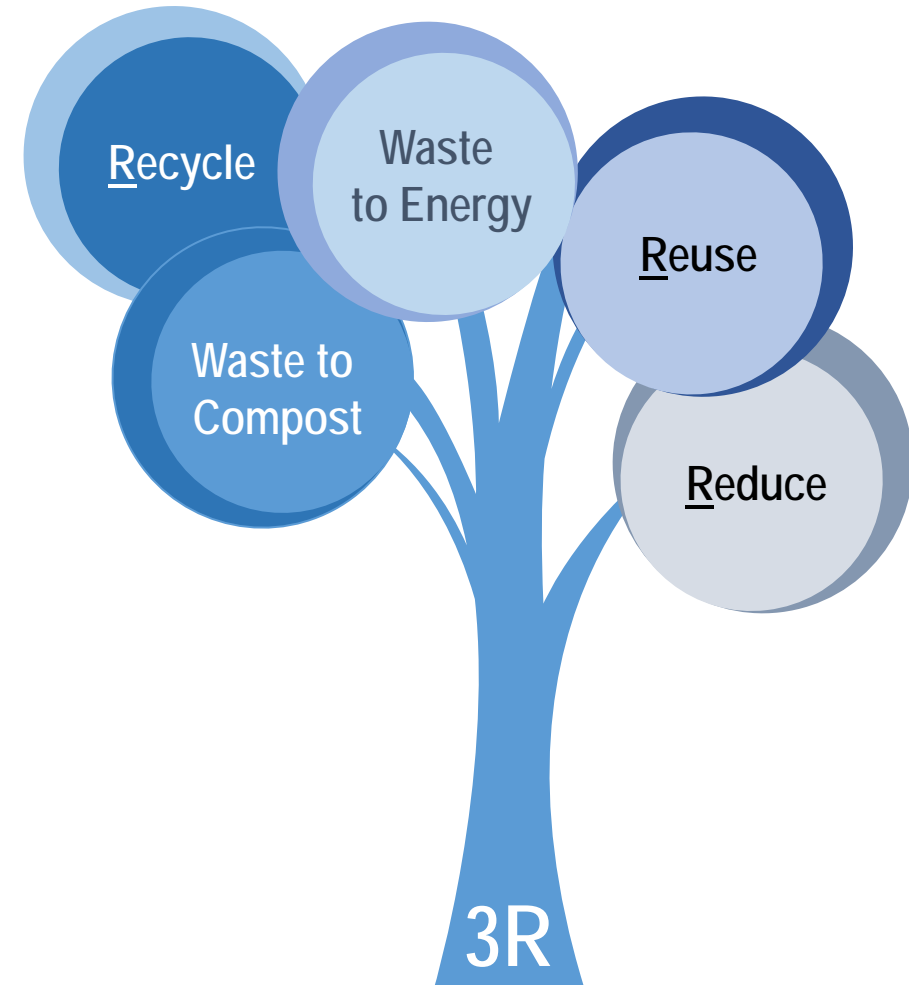 Recycle
Waste
to Energy
Reuse
Waste to
Compost
Reduce
3R